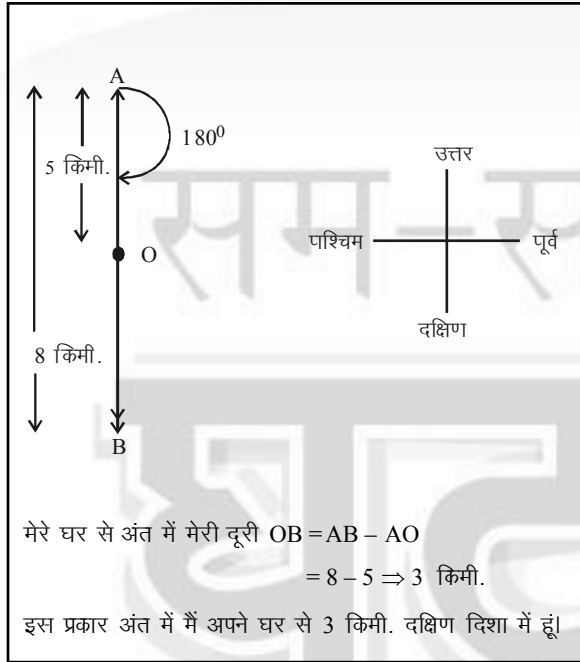 A
180⁰
5 किमी.
उत्तर
पश्चिम
पूर्व
O
दक्षिण
8 किमी.
B
मेरे घर से अंत में मेरी दूरी OB = AB – AO
= 8 – 5 ⇒ 3 किमी.
इस प्रकार अंत में मैं अपने घर से 3 किमी. दक्षिण दिशा में हूं।